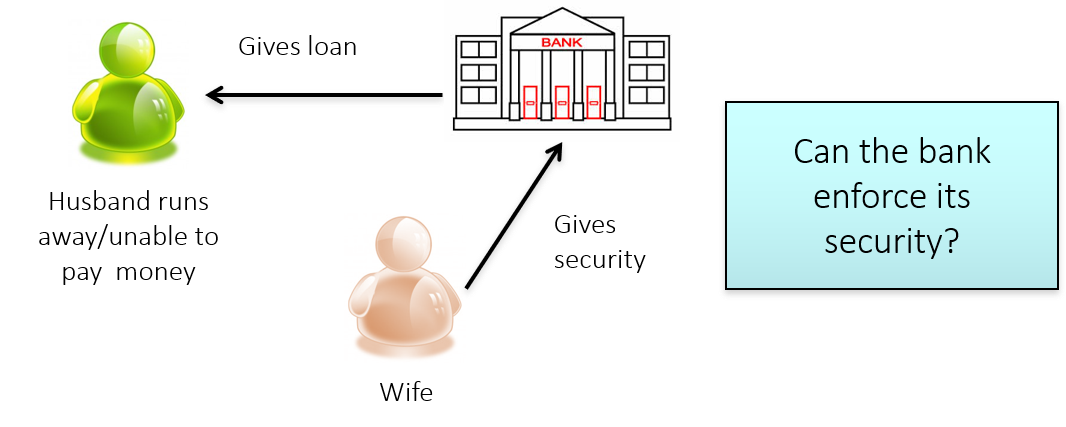 Gives loan
BANK
Husband runs
away/unable to
pay money
Gives
security
Wife
Can the bank
enforce its
security?